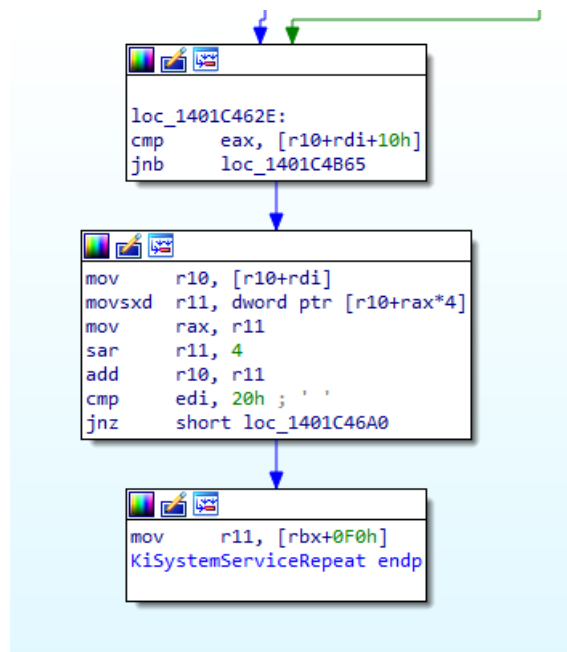 loc_1401C462E:
cmp eax, [r10+rdi+10h]
jnb loc_1401C4B65
mov r10, [r10+rdi]
movsxd r11, dword ptr [r10+rax*4]
mov rax, r11
sar r11, 4
add r10, r11
cmp edi, 20h ; ' '
jnz short loc_1401C46A0
mov r11, [rbx+0F0h]
KiSystemServiceRepeat endp